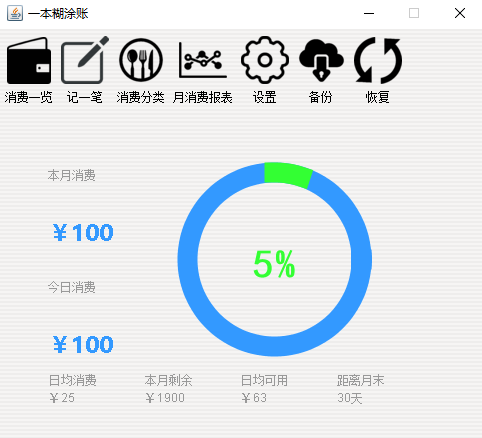 一本糊涂账
消费一览 记一笔 消费分类 月消费报表 设置 备份 恢复
本月消费
￥100
5%
今日消费
￥100
日均消费 本月剩余 日均可用 距离月末
￥25 ￥1900 ￥63 30天